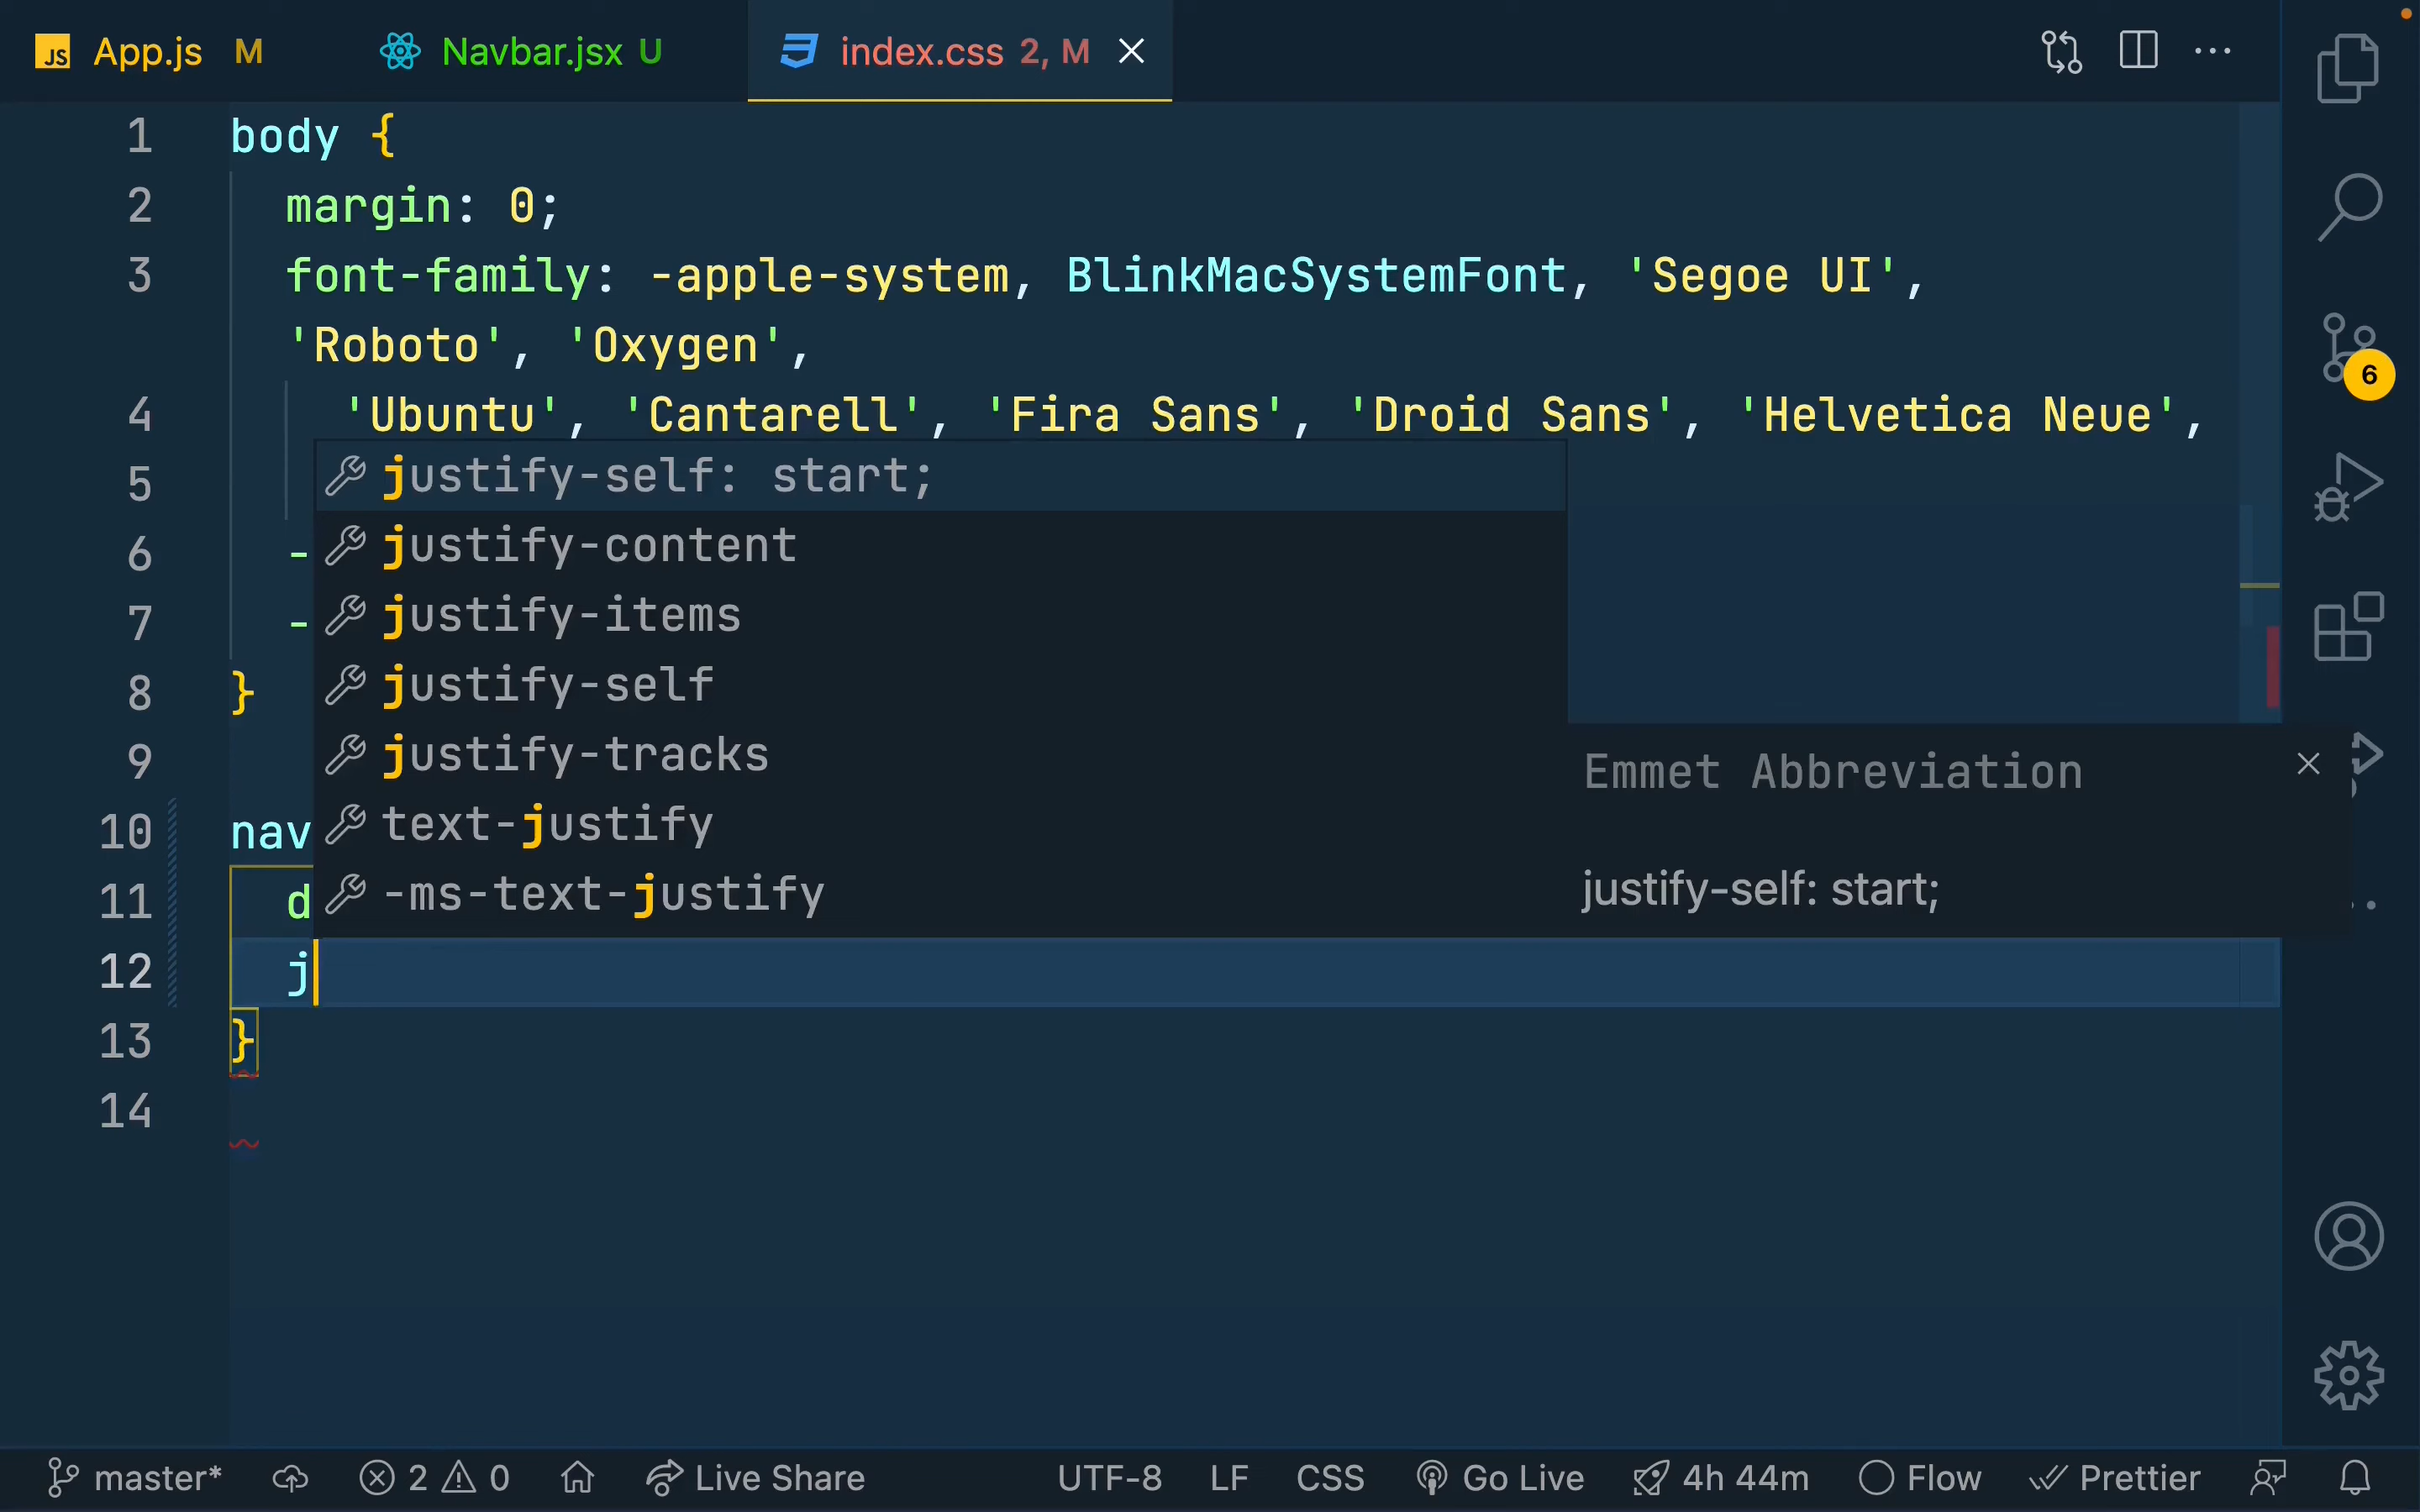 JS App.js M Navbar.jsx U index.css 2, M
1 body {
2 margin: 0;
3 font-family: -apple-system, BlinkMacSystemFont, 'Segoe UI',
'Roboto', 'Oxygen',
4 'Ubuntu', 'Cantarell', 'Fira Sans', 'Droid Sans', 'Helvetica Neue',
5 justify-self: start;
6 - justify-content
7 - justify-items
8 } justify-self
9 justify-tracks
10 nav text-justify
11 d -ms-text-justify
12 j
13 }
14
Emmet Abbreviation
justify-self: start;
6
master* 2 0 Live Share UTF-8 LF CSS Go Live 4h 44m Flow Prettier